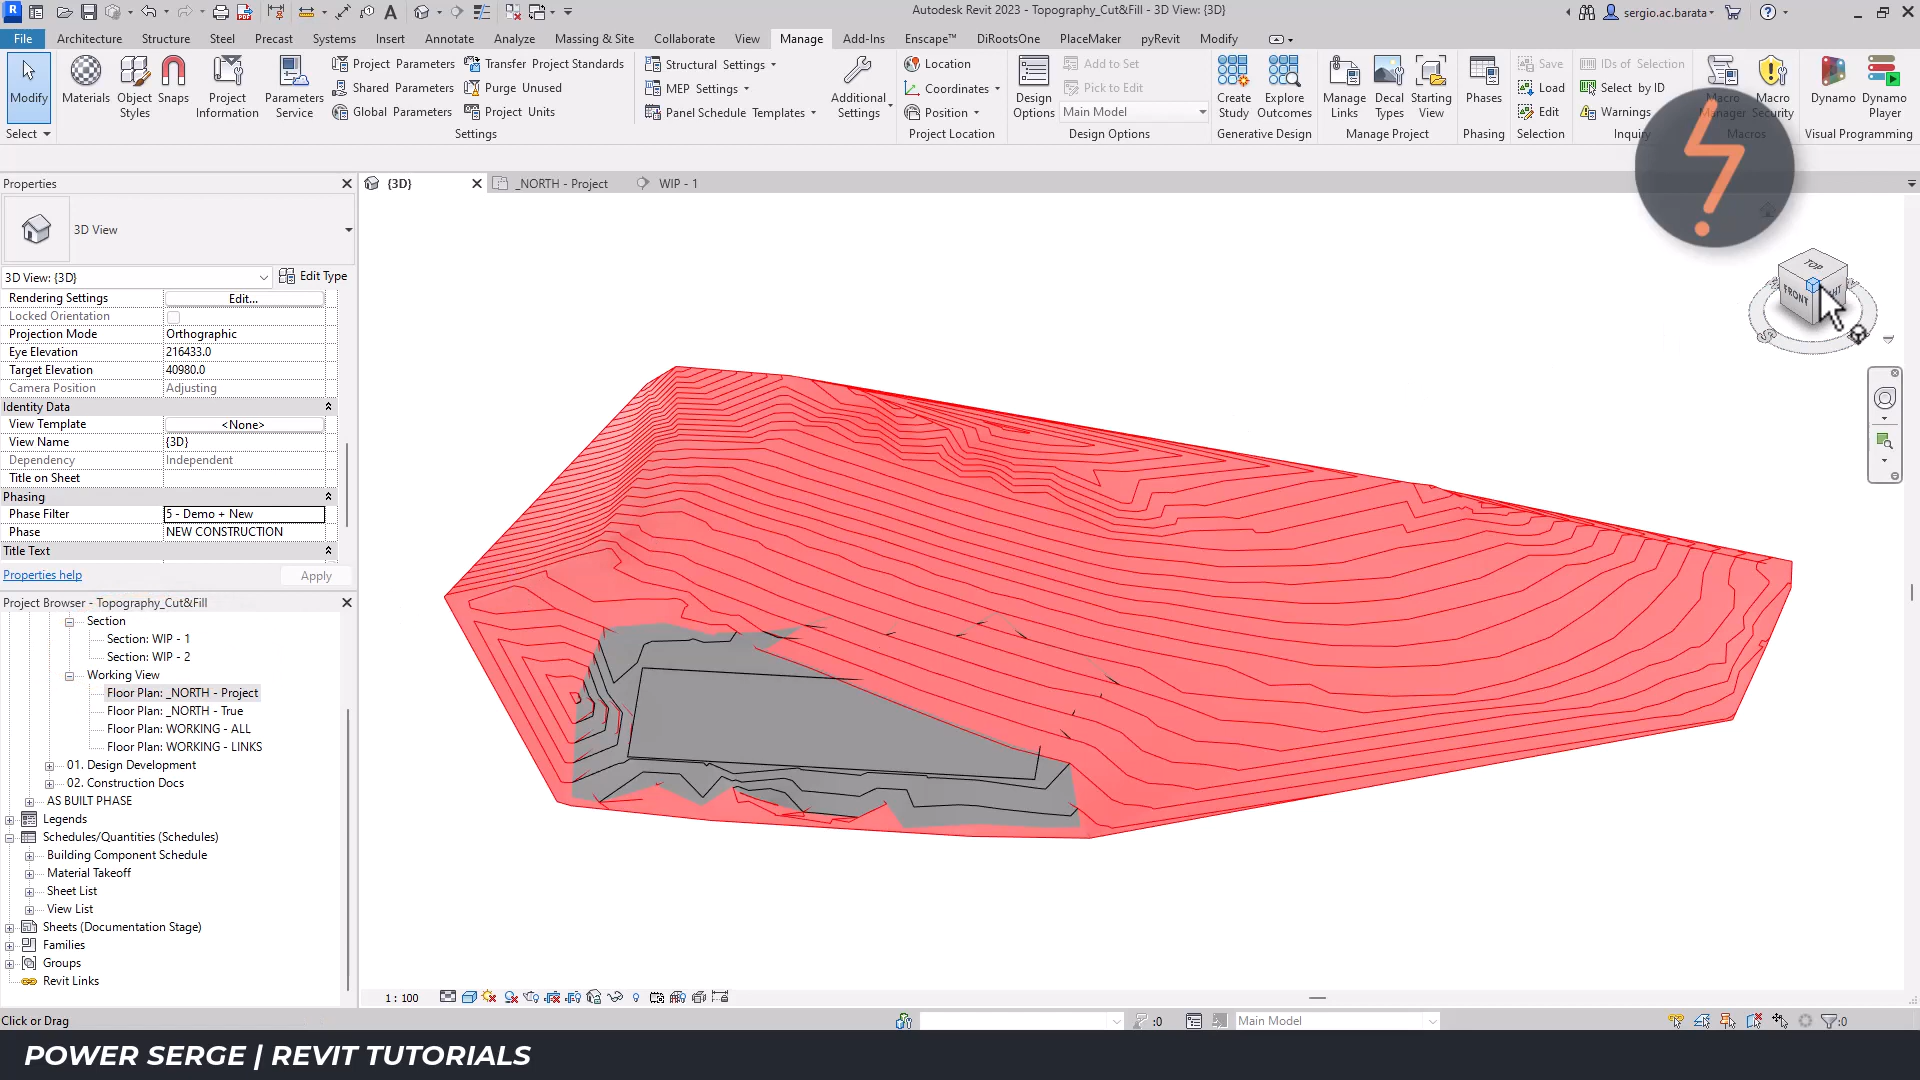 Autodesk Revit 2023 - Topography_Cut&Fill - 3D View: {3D}
sergio.ac.barata
File Architecture Structure Steel Precast Systems Insert Annotate Analyze Massing & Site Collaborate View Manage Add-Ins Enscape™ DiRootsOne PlaceMaker pyRevit Modify
Modify
Materials
Object Styles
Snaps
Project Information
Parameters Service
Project Parameters
Shared Parameters
Global Parameters
Transfer Project Standards
Purge Unused
Project Units
Structural Settings
MEP Settings
Panel Schedule Templates
Additional Settings
Location
Coordinates
Position
Design Options
Add to Set
Pick to Edit
Main Model
Create Study
Explore Outcomes
Manage Links
Decal Types
Starting View
Phases
Save
Load
Edit
IDs of Selection
Select by ID
Warnings
Macro Manager
Macro Security
Dynamo
Dynamo Player
Select
Settings
Project Location
Design Options
Generative Design
Manage Project
Phasing
Selection
Inquiry
Macros
Visual Programming
Properties
{3D}
_NORTH - Project
WIP - 1
3D View
3D View: {3D}
Edit Type
Rendering Settings Edit...
Locked Orientation
Projection Mode Orthographic
Eye Elevation 216433.0
Target Elevation 40980.0
Camera Position Adjusting
Identity Data
View Template <None>
View Name {3D}
Dependency Independent
Title on Sheet
Phasing
Phase Filter 5 - Demo + New
Phase NEW CONSTRUCTION
Title Text
Properties help
Apply
TOP
FRONT
Project Browser - Topography_Cut&Fill
Section
Section: WIP - 1
Section: WIP - 2
Working View
Floor Plan: _NORTH - Project
Floor Plan: _NORTH - True
Floor Plan: WORKING - ALL
Floor Plan: WORKING - LINKS
01. Design Development
02. Construction Docs
AS BUILT PHASE
Legends
Schedules/Quantities (Schedules)
Building Component Schedule
Material Takeoff
Sheet List
View List
Sheets (Documentation Stage)
Families
Groups
Revit Links
1 : 100
Click or Drag
:0
Main Model
:0
POWER SERGE | REVIT TUTORIALS